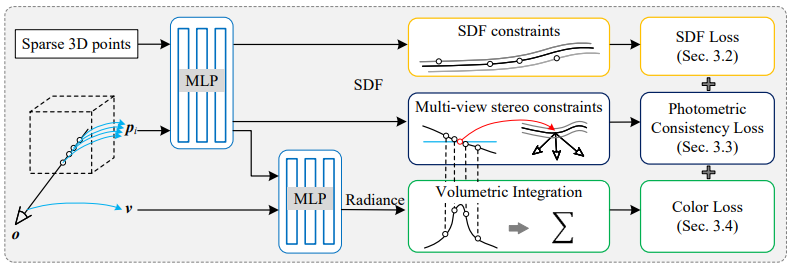 Sparse 3D points
MLP
SDF
SDF constraints
SDF Loss
(Sec. 3.2)
+
pi
Multi-view stereo constraints
Photometric
Consistency Loss
(Sec. 3.3)
+
MLP
Radiance
Volumetric Integration
∑
Color Loss
(Sec. 3.4)
v
o